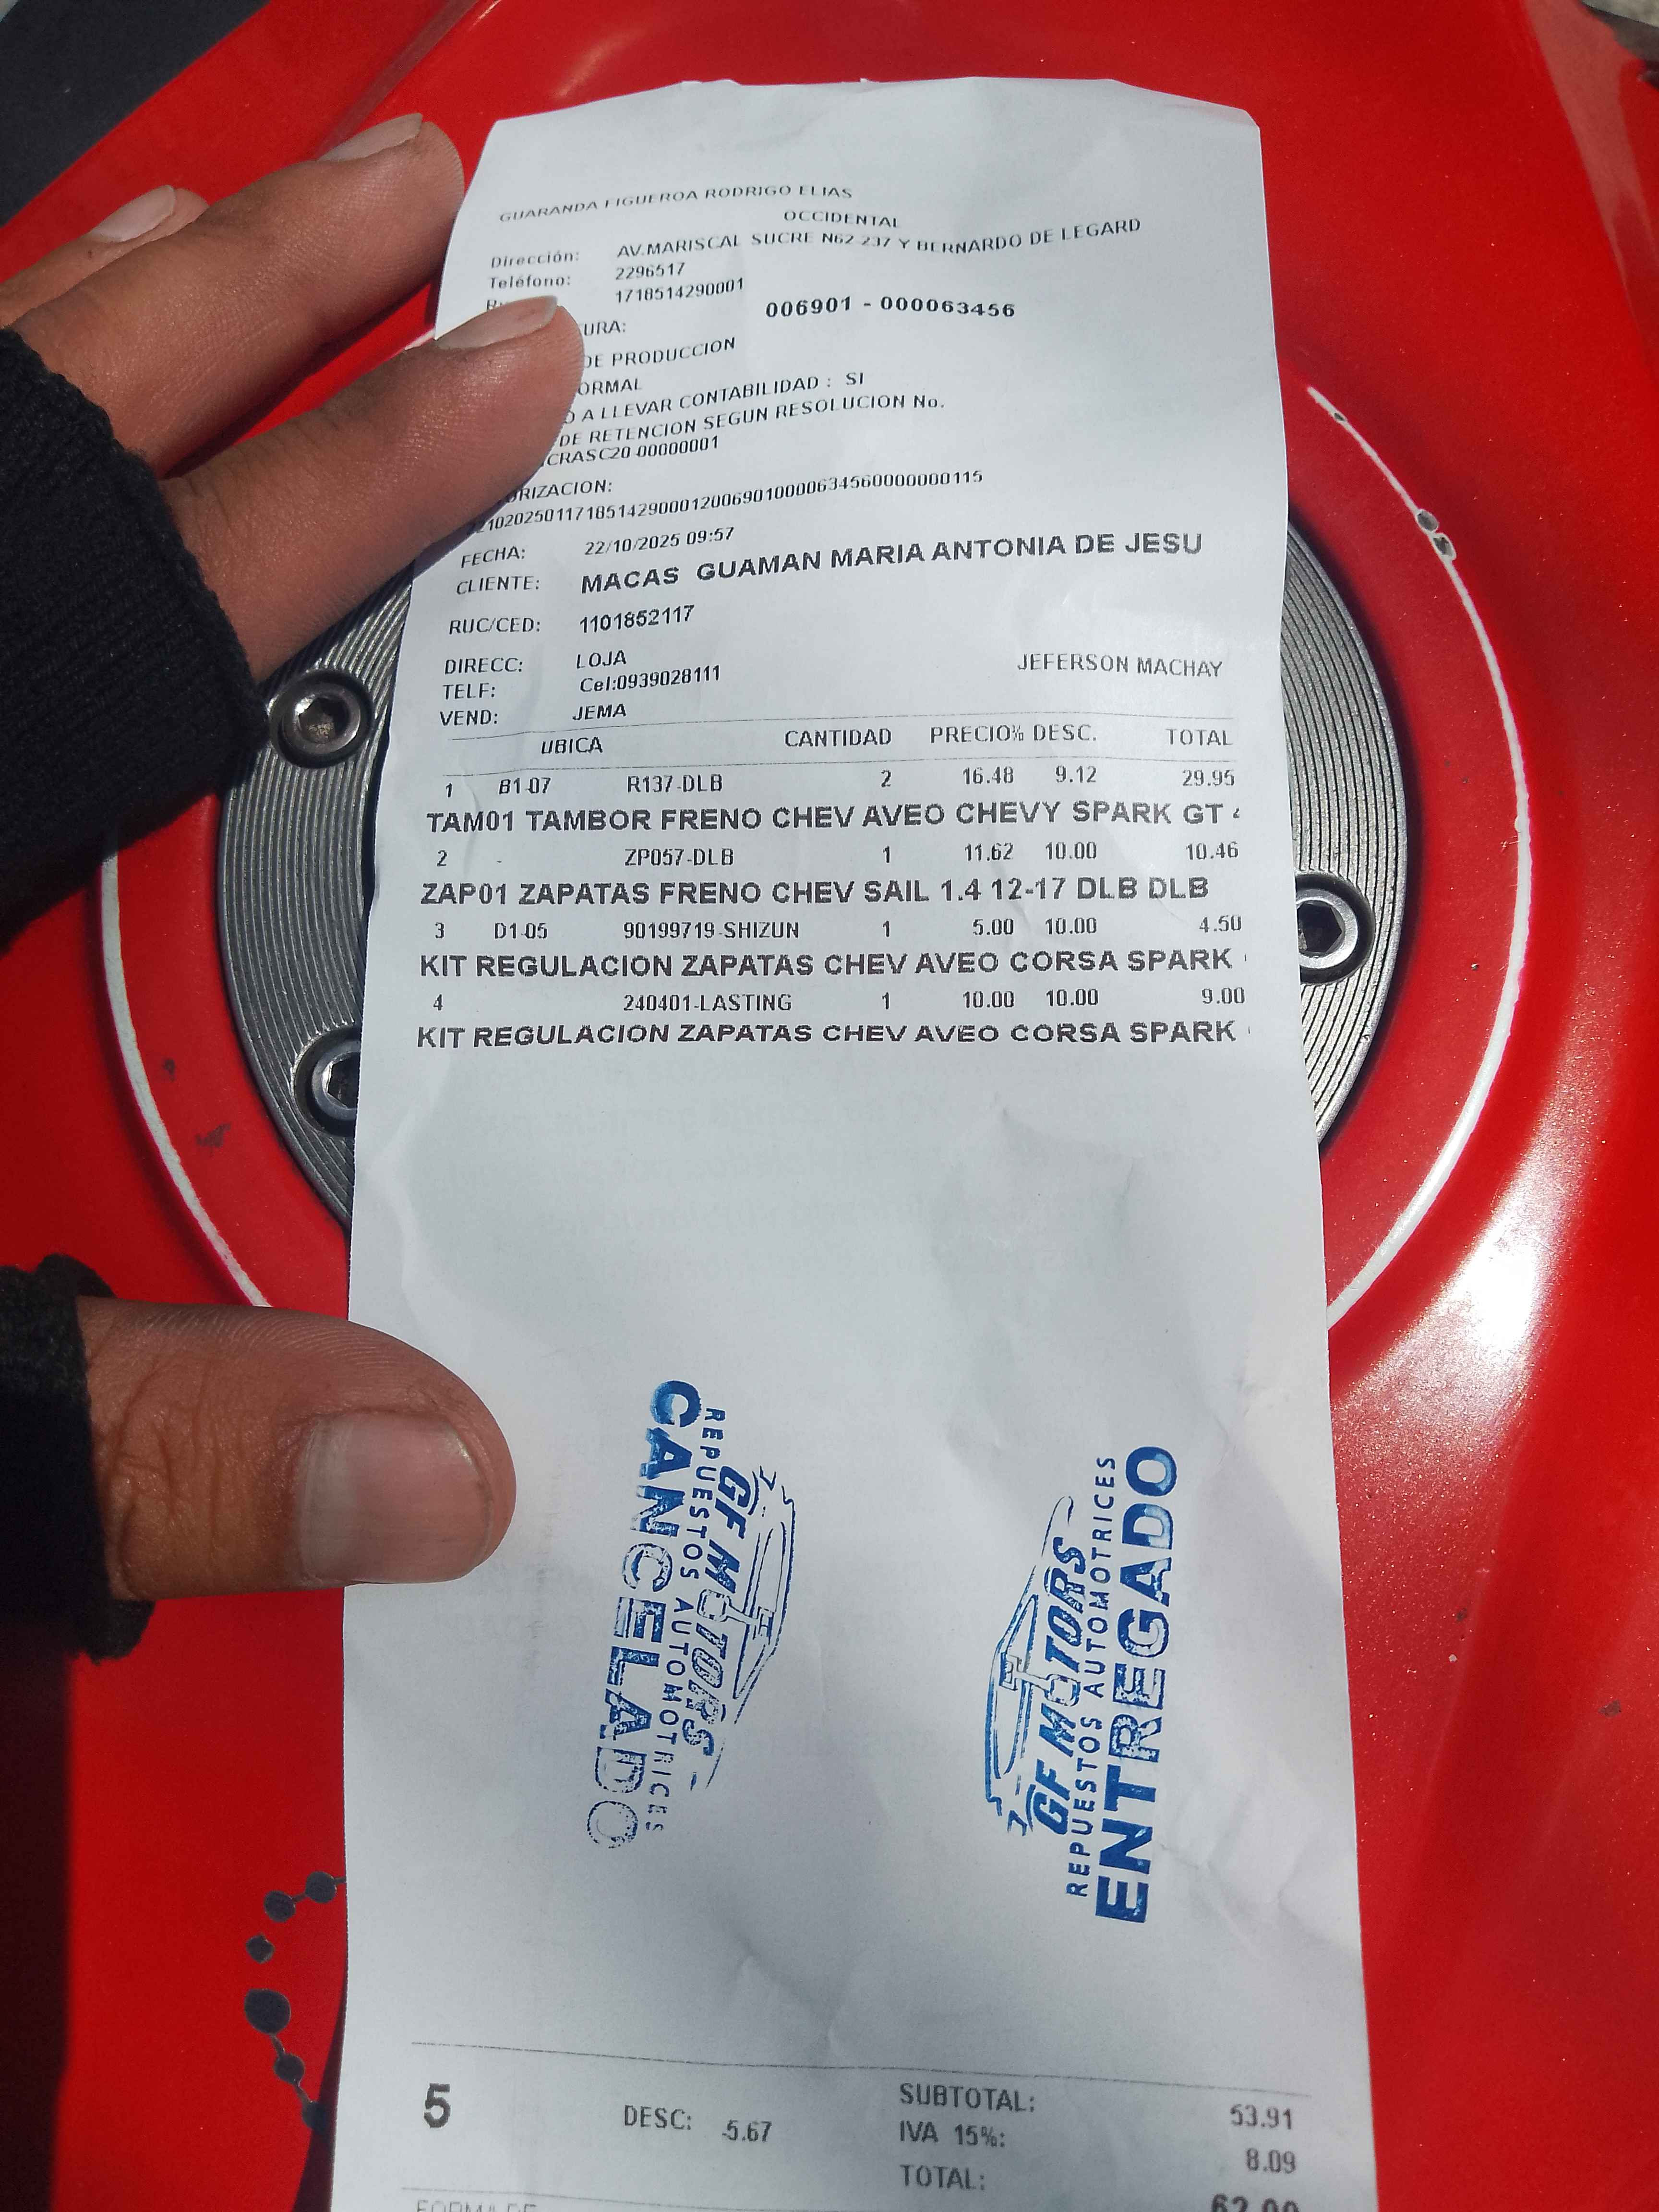 GUARANDA FIGUEROA RODRIGO ELIAS
OCCIDENTAL
Dirección: AV.MARISCAL SUCRE N62-237 Y BERNARDO DE LEGARD
Teléfono: 2296517
1718514290001
URA: 006901 - 000063456
DE PRODUCCION
ORMAL
O A LLEVAR CONTABILIDAD : SI
DE RETENCION SEGUN RESOLUCION No.
CRASC20-00000001
ORIZACION:
2102025011718514290001200690100006345600000000115
FECHA: 22/10/2025 09:57
CLIENTE: MACAS GUAMAN MARIA ANTONIA DE JESU
RUC/CED: 1101852117
DIRECC: LOJA
TELF: Cel:0939028111 JEFERSON MACHAY
VEND: JEMA
UBICA CANTIDAD PRECIO% DESC. TOTAL
1 B1-07 R137-DLB 2 16.48 9.12 29.95
TAM01 TAMBOR FRENO CHEV AVEO CHEVY SPARK GT
2 - ZP057-DLB 1 11.62 10.00 10.46
ZAP01 ZAPATAS FRENO CHEV SAIL 1.4 12-17 DLB DLB
3 D1-05 90199719-SHIZUN 1 5.00 10.00 4.50
KIT REGULACION ZAPATAS CHEV AVEO CORSA SPARK
4 240401-LASTING 1 10.00 10.00 9.00
KIT REGULACION ZAPATAS CHEV AVEO CORSA SPARK
GF MOTORS
REPUESTOS AUTOMOTRICES
CANCELADO
GF MOTORS
REPUESTOS AUTOMOTRICES
ENTREGADO
5 DESC: -5.67 SUBTOTAL: 53.91
IVA 15%: 8.09
TOTAL: 62.00